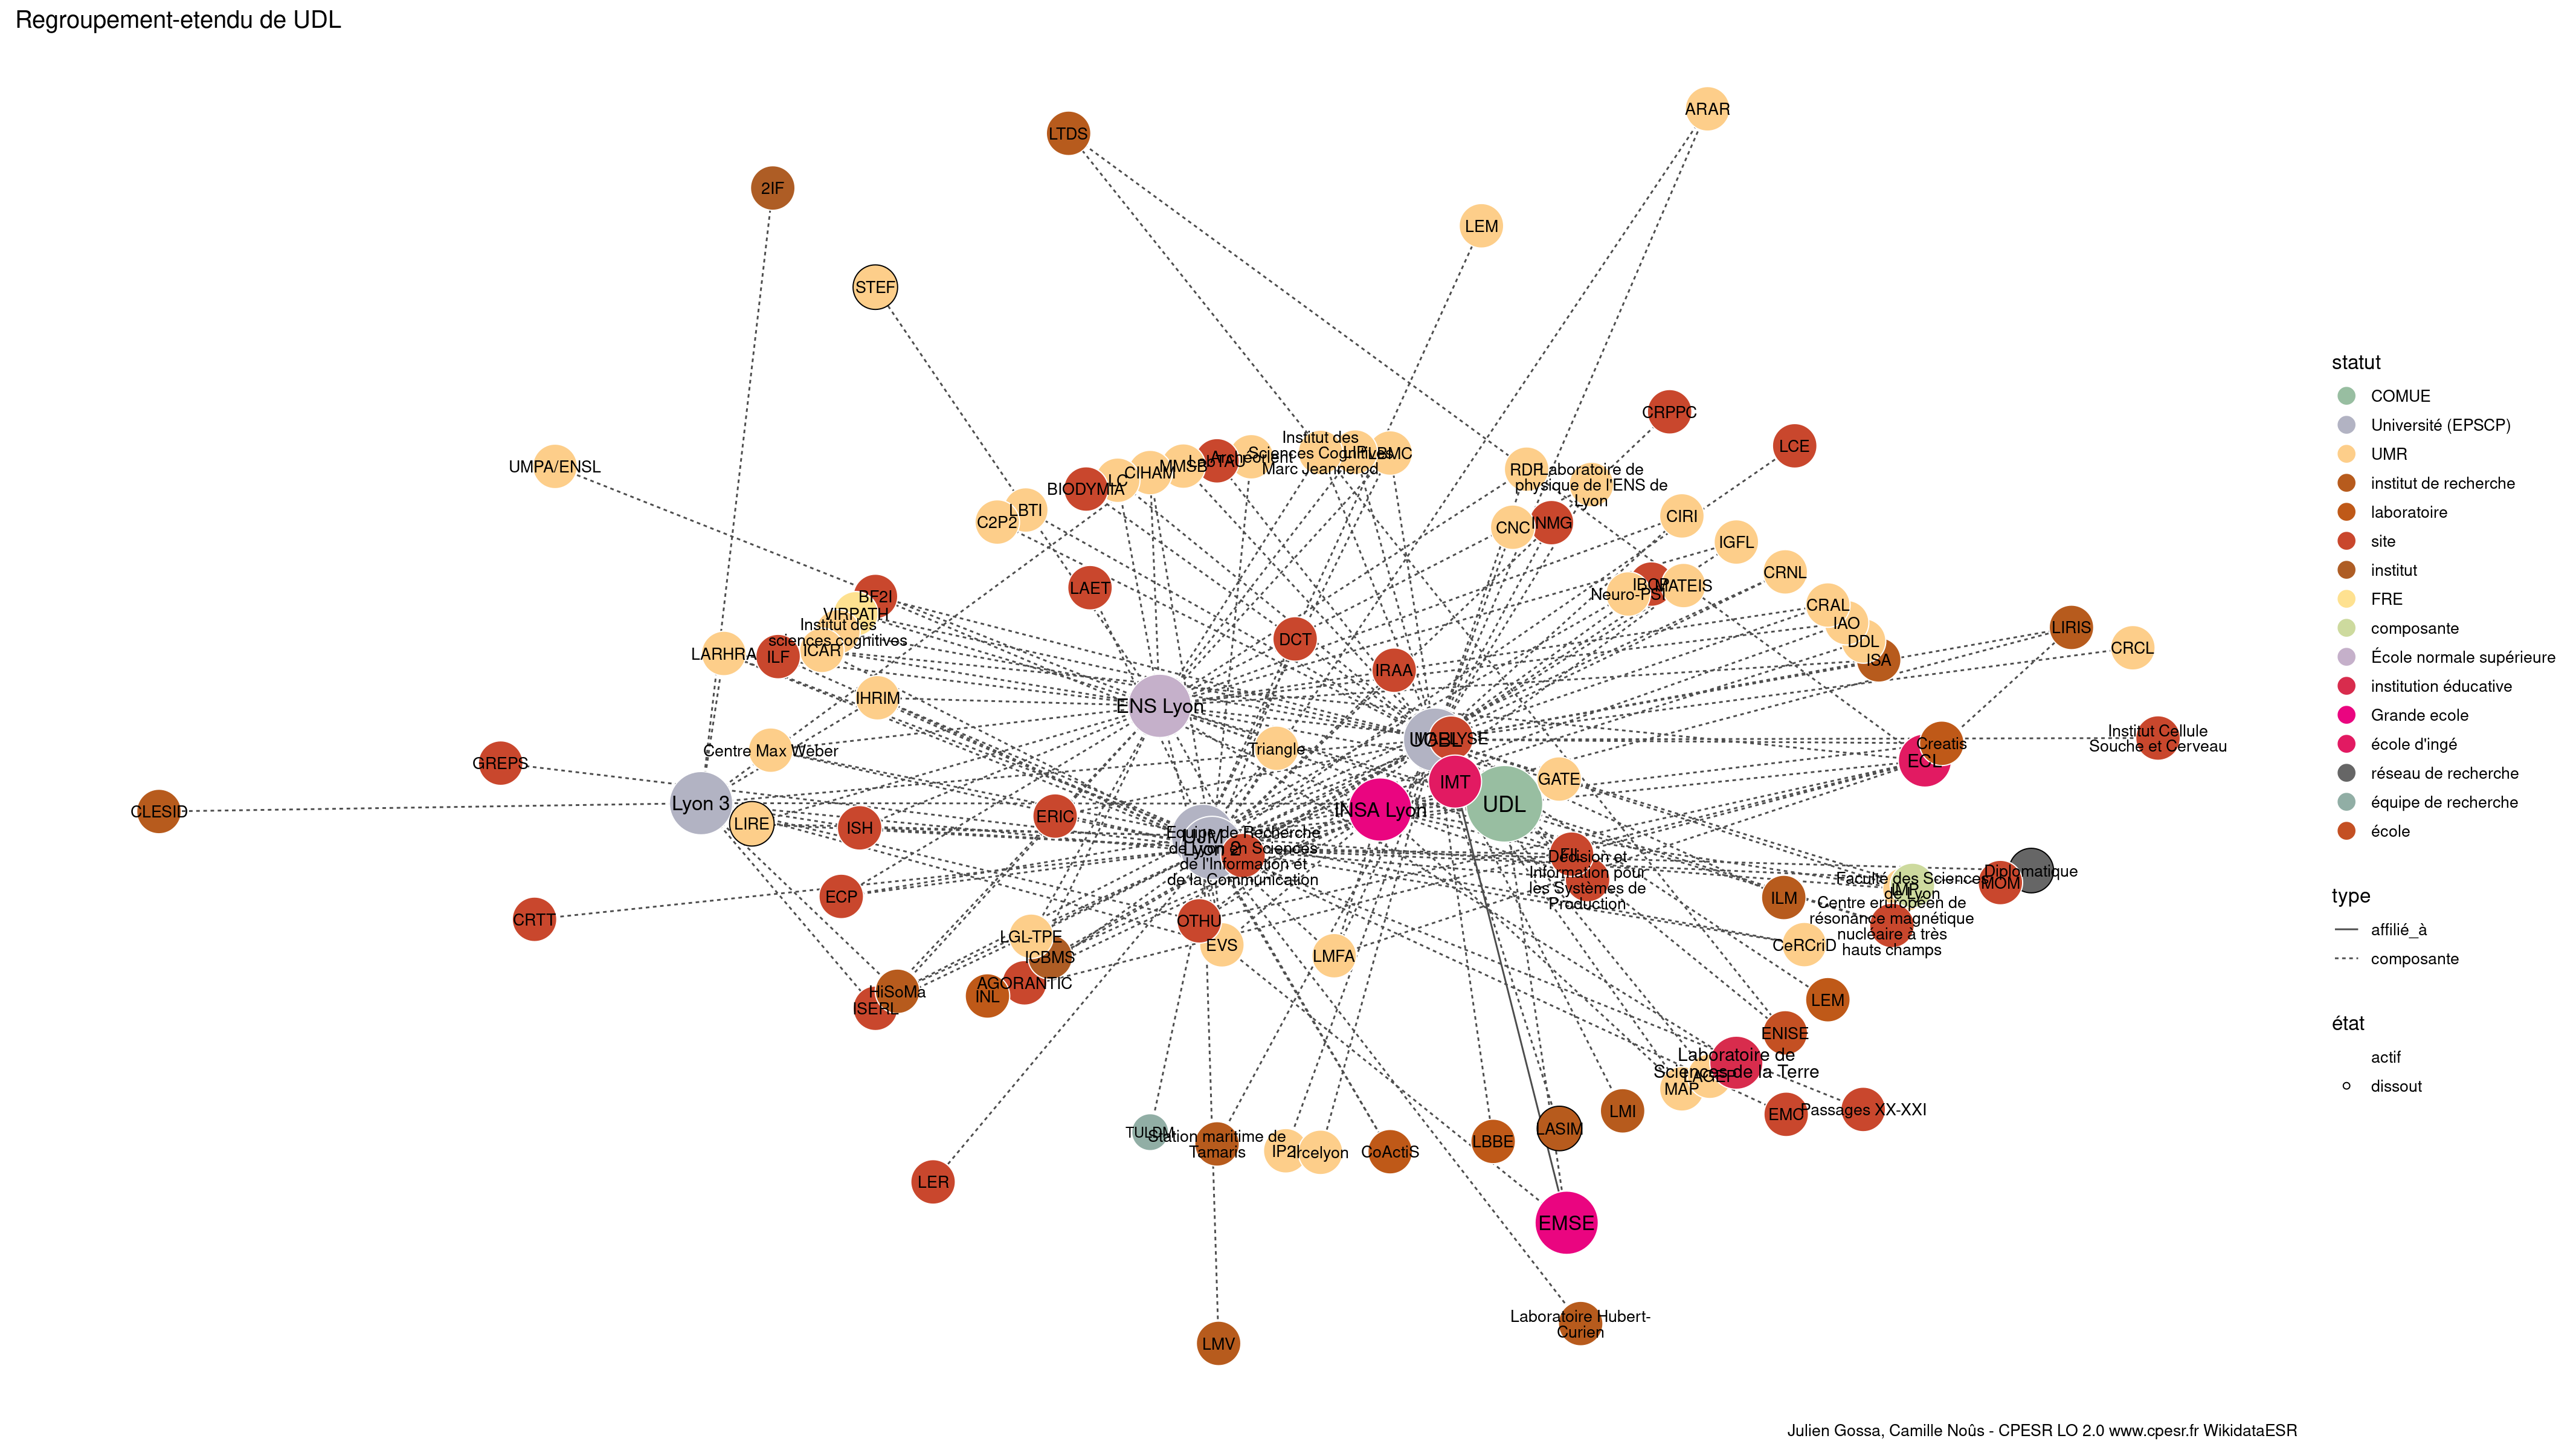 Regroupement-etendu de UDL
ARAR
LTDS
2IF
LEM
STEF
CRPPC
LCE
UMPA/ENSL
Institut des
Sciences Cognitives
Marc Jeannerod
LBMC
Archéorient
LabTAU
MMSB
CIHAM
LC
BIODYMIA
LBTI
C2P2
RDP
Laboratoire de
physique de l'ENS de
Lyon
CNC
INMG
CIRI
IGFL
CRNL
LAET
IBCP
MATEIS
Neuro-PSI
BF2I
VIRPATH
Institut des
sciences cognitives
ICAR
ILF
LARHRA
CRAL
IAO
DDL
ISA
LIRIS
CRCL
DCT
IRAA
IHRIM
ENS Lyon
Centre Max Weber
Triangle
UCBL
MABLYSE
IMT
GATE
UDL
INSA Lyon
ECL
Creatis
Institut Cellule
Souche et Cerveau
GREPS
CLESID
Lyon 3
LIRE
ISH
ERIC
UJM
Lyon 2
Equipe de Recherche
de Lyon en Sciences
de l'Information et
de la Communication
FIL
Décision et
Information pour
les Systèmes de
Production
Diplomatique
MOM
Faculté des Sciences
de Lyon
IMP
ILM
Centre européen de
résonance magnétique
nucléaire à très
hauts champs
CeRCriD
ECP
CRTT
OTHU
EVS
LGL-TPE
ICBMS
LMFA
AGORANTIC
INL
HiSoMa
ISERL
LEM
ENISE
Laboratoire de
Sciences de la Terre
LAGEP
MAP
EMC
Passages XX-XXI
LMI
LASIM
LBBE
CoActiS
Ircelyon
IP2I
Station maritime de
Tamaris
TULDM
LER
EMSE
Laboratoire Hubert-
Curien
LMV
statut
COMUE
Université (EPSCP)
UMR
institut de recherche
laboratoire
site
institut
FRE
composante
École normale supérieure
institution éducative
Grande ecole
école d'ingé
réseau de recherche
équipe de recherche
école
type
affilié_à
composante
état
actif
dissout
Julien Gossa, Camille Noûs - CPESR LO 2.0 www.cpesr.fr WikidataESR